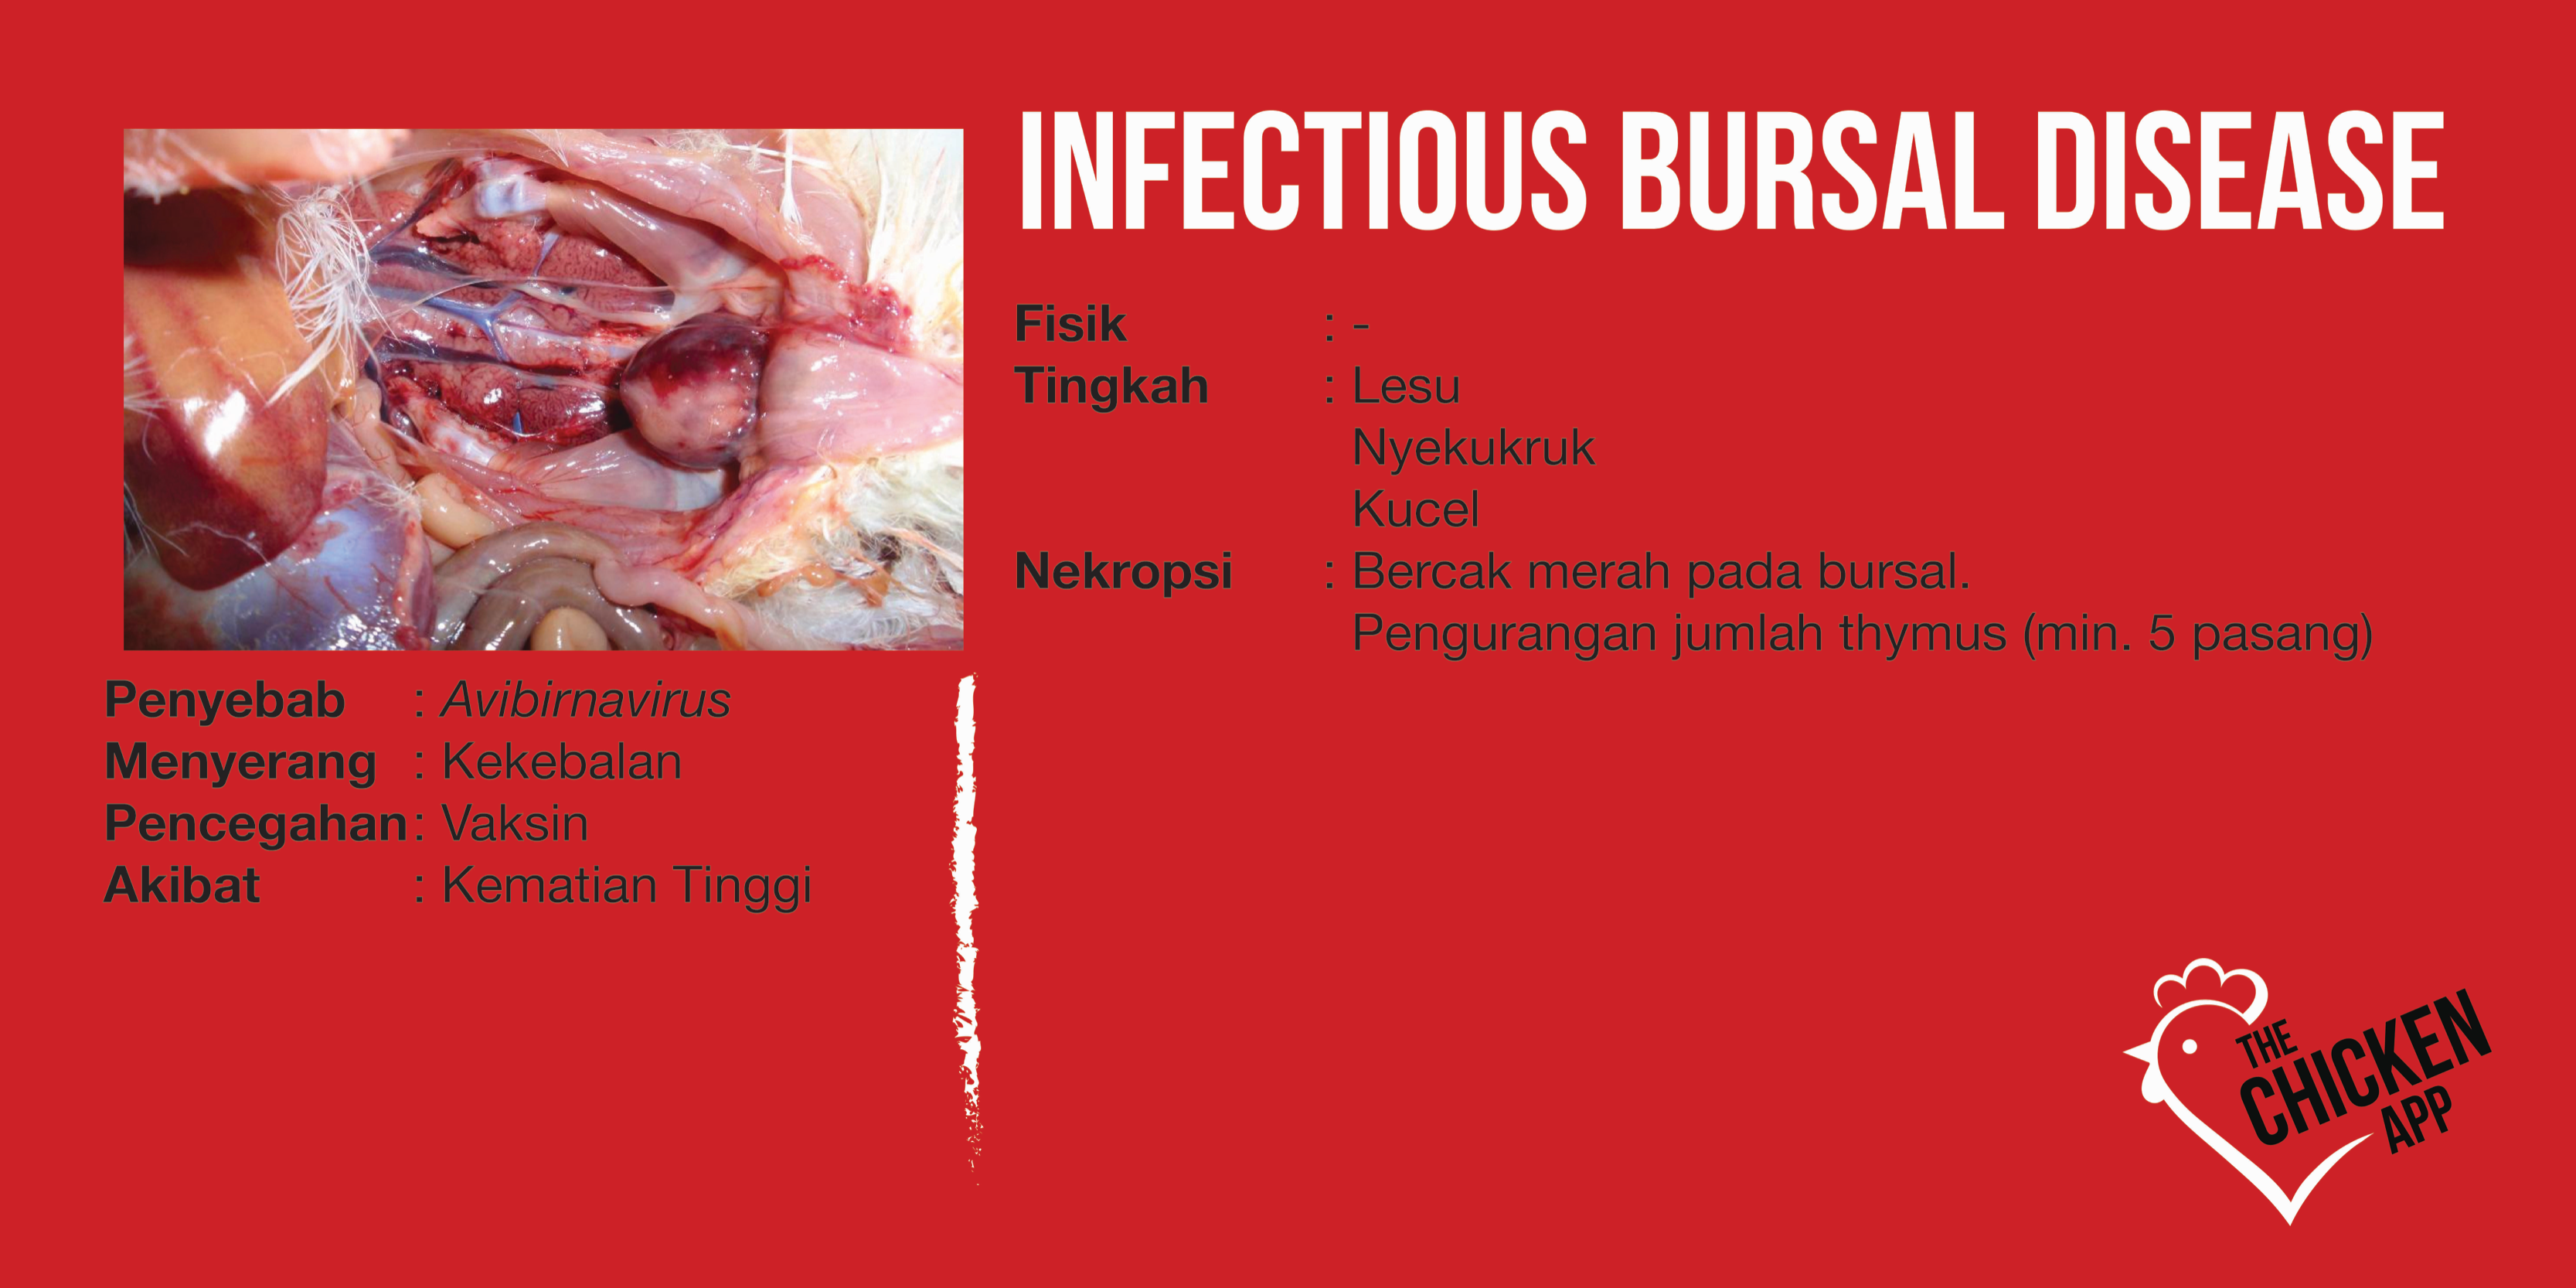 INFECTIOUS BURSAL DISEASE
Fisik : -
Tingkah : Lesu
Nyekukruk
Kucel
Nekropsi : Bercak merah pada bursal.
Pengurangan jumlah thymus (min. 5 pasang)
Penyebab : Avibirnavirus
Menyerang : Kekebalan
Pencegahan : Vaksin
Akibat : Kematian Tinggi
THE
CHICKEN
APP